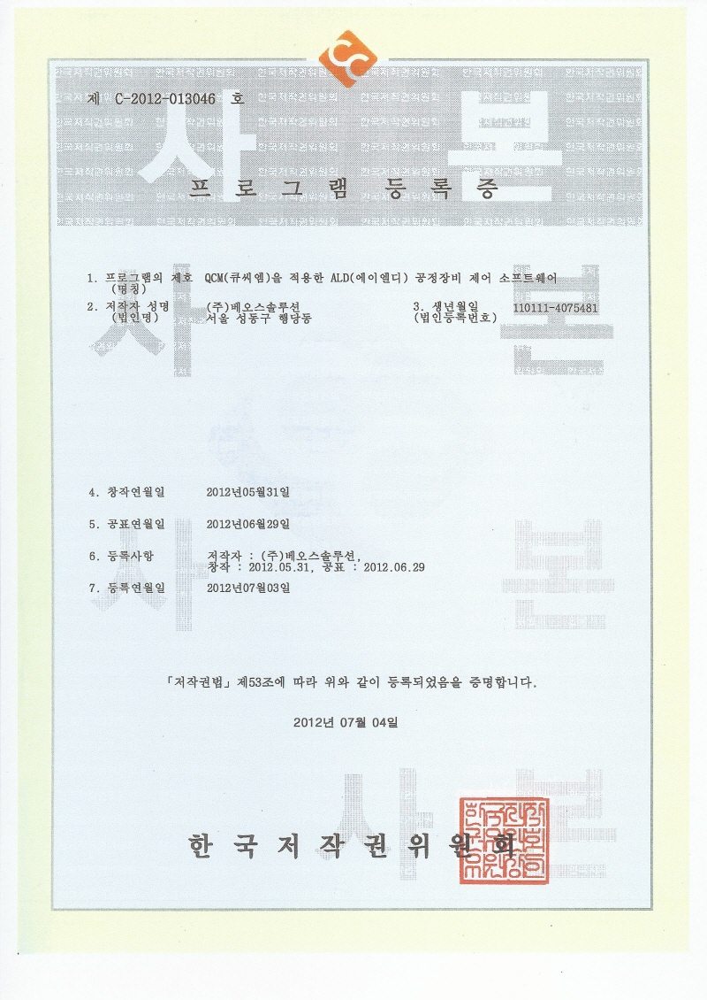 제 C-2012-013046 호
사 본
프로그램 등록증
1. 프로그램의 제호 QCM(큐씨엠)을 적용한 ALD(에이엘디) 공정장비 제어 소프트웨어
(명칭)
2. 저작자 성명 (주)베오스솔루션 3. 생년월일 110111-4075481
(법인명) 서울 성동구 행당동 (법인등록번호)
사 본
4. 창작연월일 2012년05월31일
5. 공표연월일 2012년06월29일
6. 등록사항 저작자 : (주)베오스솔루션,
창작 : 2012.05.31, 공표 : 2012.06.29
7. 등록연월일 2012년07월03일
사 본
「저작권법」제53조에 따라 위와 같이 등록되었음을 증명합니다.
2012년 07월 04일
사 본
한국저작권위원회